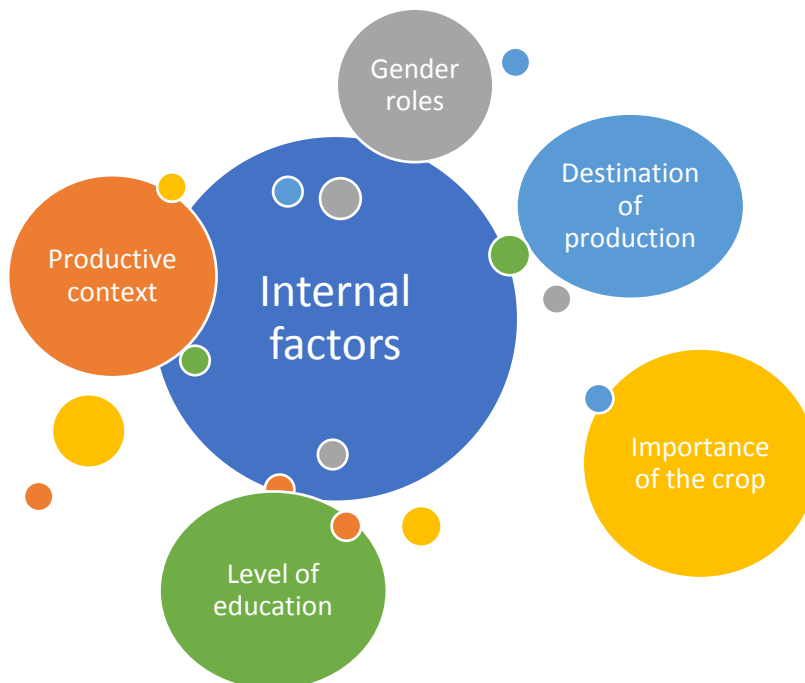 Gender
roles
Destination
of
production
Productive
context
Internal
factors
Importance
of the crop
Level of
education